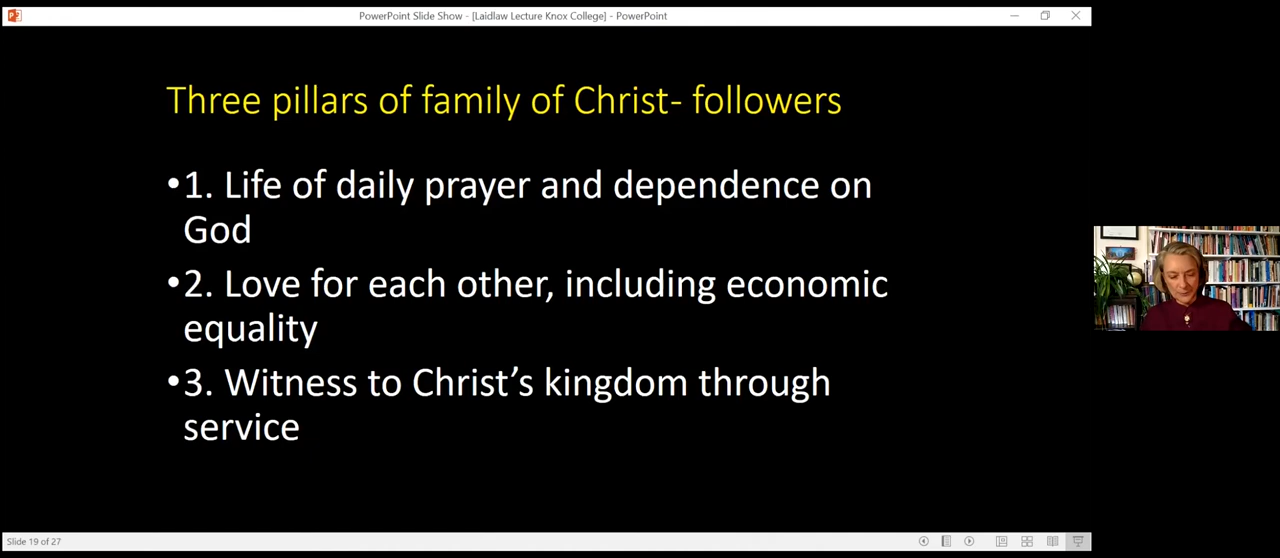 PowerPoint Slide Show - [Laidlaw Lecture Knox College] - PowerPoint
Three pillars of family of Christ- followers
•1. Life of daily prayer and dependence on
God
•2. Love for each other, including economic
equality
•3. Witness to Christ’s kingdom through
service
Slide 19 of 27